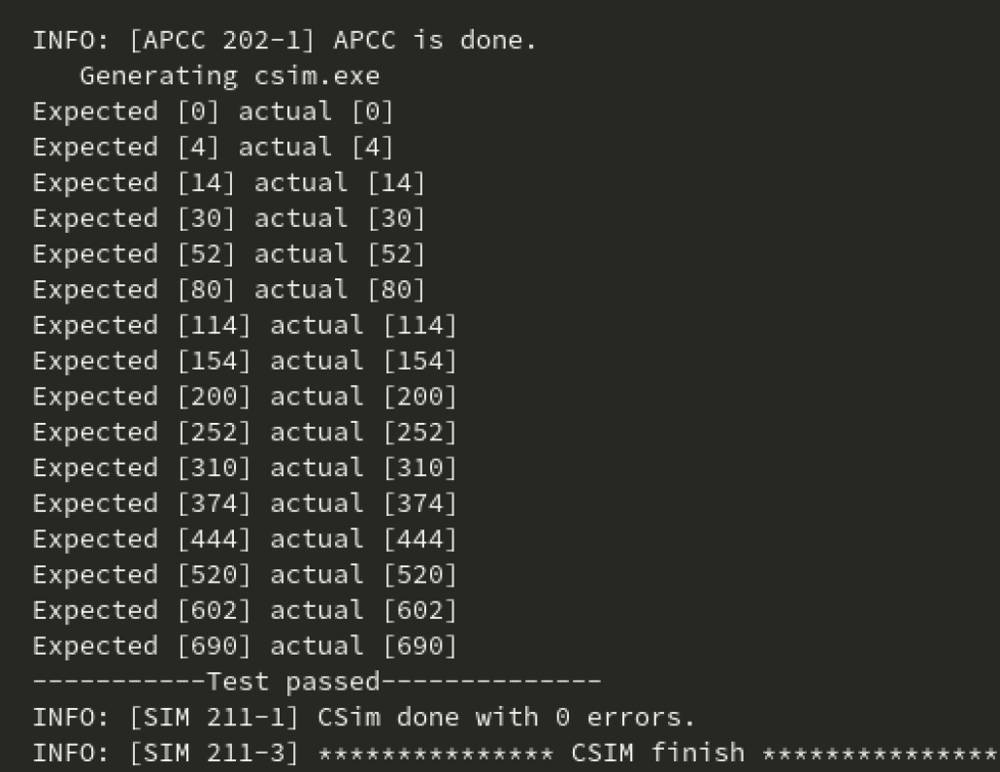 INFO: [APCC 202-1] APCC is done.
   Generating csim.exe
Expected [0] actual [0]
Expected [4] actual [4]
Expected [14] actual [14]
Expected [30] actual [30]
Expected [52] actual [52]
Expected [80] actual [80]
Expected [114] actual [114]
Expected [154] actual [154]
Expected [200] actual [200]
Expected [252] actual [252]
Expected [310] actual [310]
Expected [374] actual [374]
Expected [444] actual [444]
Expected [520] actual [520]
Expected [602] actual [602]
Expected [690] actual [690]
-----------Test passed--------------
INFO: [SIM 211-1] CSim done with 0 errors.
INFO: [SIM 211-3] *************** CSIM finish ***************